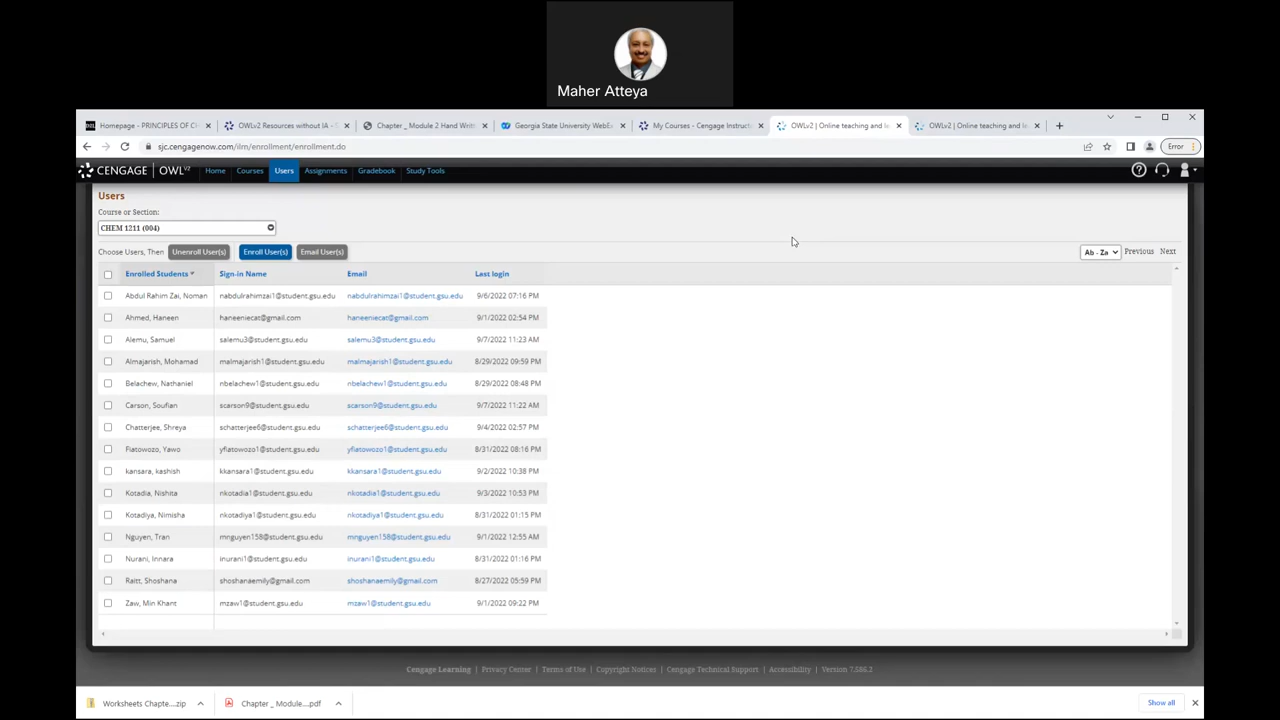 Maher Atteya
Homepage - PRINCIPLES OF CH
OWLv2 Resources without IA - S
Chapter _ Module 2 Hand Writt
Georgia State University WebEx
My Courses - Cengage Instructo
OWLv2 | Online teaching and le
OWLv2 | Online teaching and le
sjc.cengagenow.com/ilm/enrollment/enrollment.do
Error
CENGAGE OWLv2 Home Courses Users Assignments Gradebook Study Tools
Users
Course or Section:
CHEM 1211 (004)
Choose Users, Then Unenroll User(s) Enroll User(s) Email User(s) Ab - Za Previous Next
Enrolled Students Sign-in Name Email Last login
Abdul Rahim Zai, Noman nabdulrahimzai1@student.gsu.edu nabdulrahimzai1@student.gsu.edu 9/6/2022 07:16 PM
Ahmed, Haneen haneeniecat@gmail.com haneeniecat@gmail.com 9/1/2022 02:54 PM
Alemu, Samuel salemu3@student.gsu.edu salemu3@student.gsu.edu 9/7/2022 11:23 AM
Almajarish, Mohamad malmajarish1@student.gsu.edu malmajarish1@student.gsu.edu 8/29/2022 09:59 PM
Belachew, Nathaniel nbelachew1@student.gsu.edu nbelachew1@student.gsu.edu 8/29/2022 08:48 PM
Carson, Soufian scarson9@student.gsu.edu scarson9@student.gsu.edu 9/7/2022 11:22 AM
Chatterjee, Shreya schatterjee6@student.gsu.edu schatterjee6@student.gsu.edu 9/4/2022 02:57 PM
Fiatowozo, Yawo yfiatowozo1@student.gsu.edu yfiatowozo1@student.gsu.edu 8/31/2022 08:16 PM
kansara, kashish kkansara1@student.gsu.edu kkansara1@student.gsu.edu 9/2/2022 10:38 PM
Kotadia, Nishita nkotadia1@student.gsu.edu nkotadia1@student.gsu.edu 9/3/2022 10:53 PM
Kotadiya, Nimisha nkotadiya1@student.gsu.edu nkotadiya1@student.gsu.edu 8/31/2022 01:15 PM
Nguyen, Tran mnguyen158@student.gsu.edu mnguyen158@student.gsu.edu 9/1/2022 12:55 AM
Nurani, Innara inurani1@student.gsu.edu inurani1@student.gsu.edu 8/31/2022 01:16 PM
Raitt, Shoshana shoshanaemily@gmail.com shoshanaemily@gmail.com 8/27/2022 05:59 PM
Zaw, Min Khant mzaw1@student.gsu.edu mzaw1@student.gsu.edu 9/1/2022 09:22 PM
Cengage Learning | Privacy Center | Terms of Use | Copyright Notices | Cengage Technical Support | Accessibility | Version 7.586.2
Worksheets Chapte....zip
Chapter _ Module....pdf
Show all